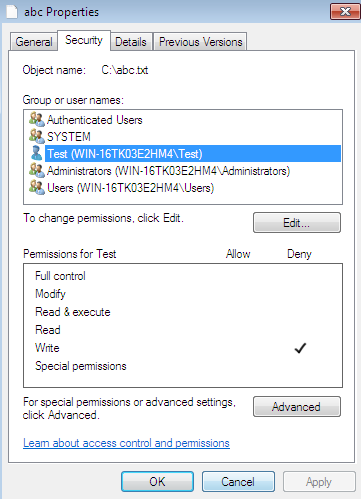 abc Properties
General Security Details Previous Versions
Object name: C:\abc.txt
Group or user names:
Authenticated Users
SYSTEM
Test (WIN-16TK03E2HM4\Test)
Administrators (WIN-16TK03E2HM4\Administrators)
Users (WIN-16TK03E2HM4\Users)
To change permissions, click Edit. Edit...
Permissions for Test Allow Deny
Full control
Modify
Read & execute
Read
Write
Special permissions
For special permissions or advanced settings,
click Advanced. Advanced
Learn about access control and permissions
OK Cancel Apply